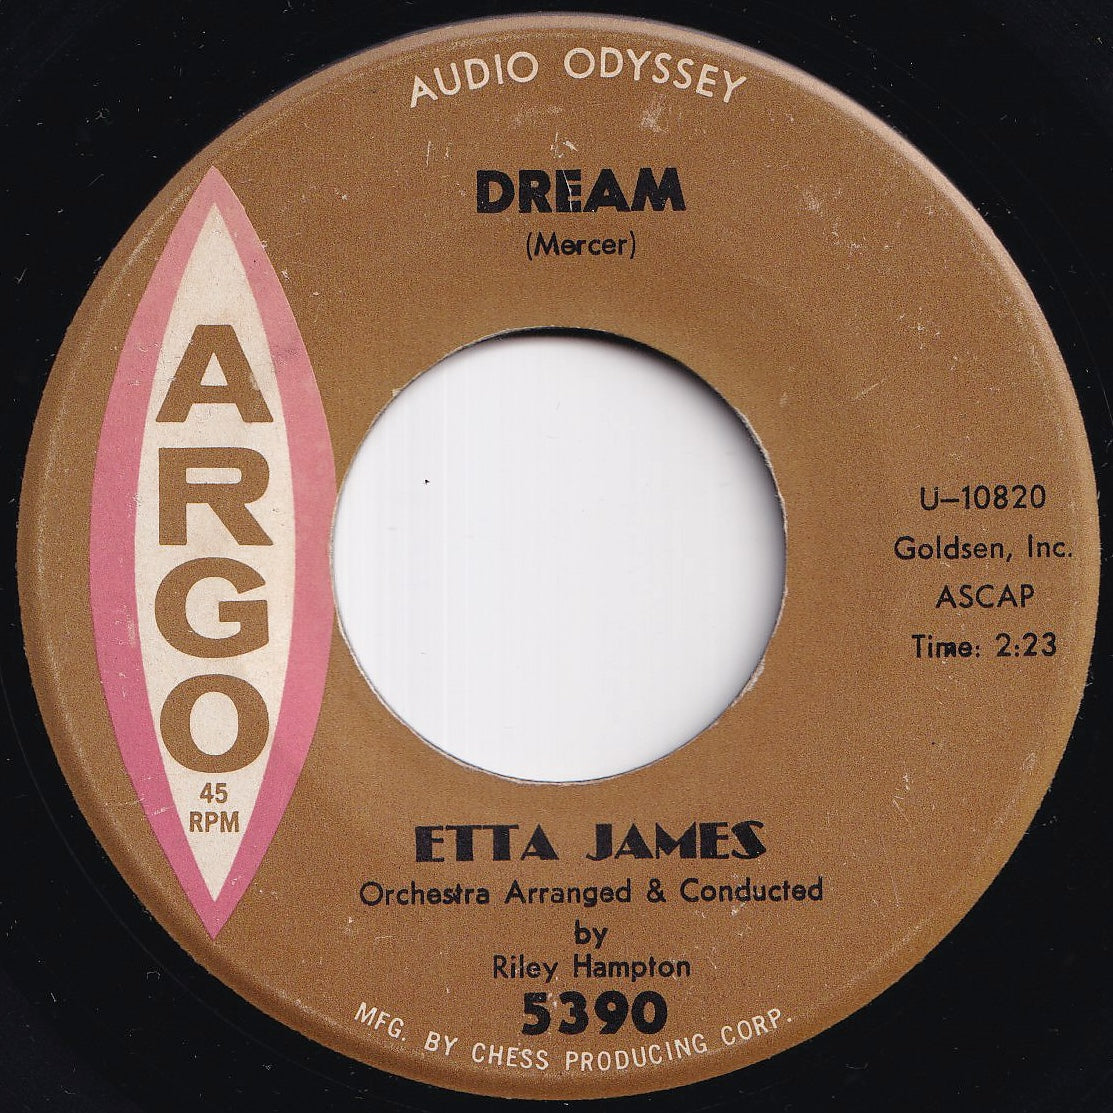 AUDIO ODYSSEY
DREAM
(Mercer)
ARGO
45
RPM
U-10820
Goldsen, Inc.
ASCAP
Time: 2:23
ETTA JAMES
Orchestra Arranged & Conducted
by
Riley Hampton
5390
MFG. BY CHESS PRODUCING CORP.